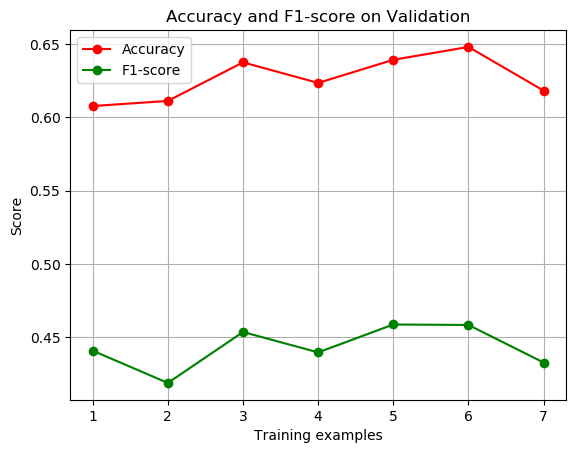 Accuracy and F1-score on Validation
Accuracy
F1-score
0.65
0.60
0.55
0.50
0.45
Score
1 2 3 4 5 6 7
Training examples